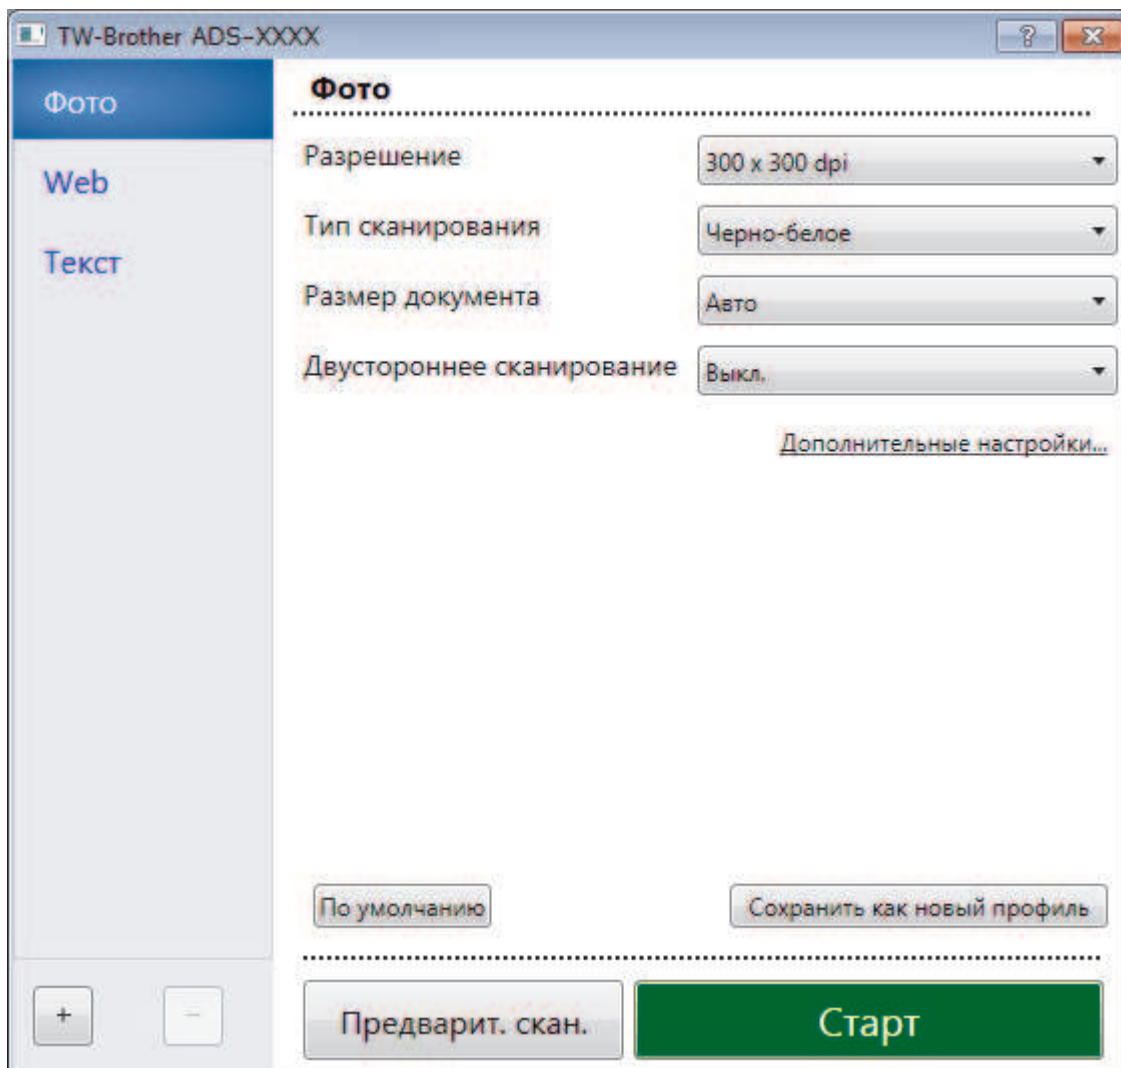 TW-Brother ADS-XXXX
Фото
Web
Текст
Фото
Разрешение
300 x 300 dpi
Тип сканирования
Черно-белое
Размер документа
Авто
Двустороннее сканирование
Выкл.
Дополнительные настройки...
По умолчанию
Сохранить как новый профиль
+
−
Предварит. скан.
Старт